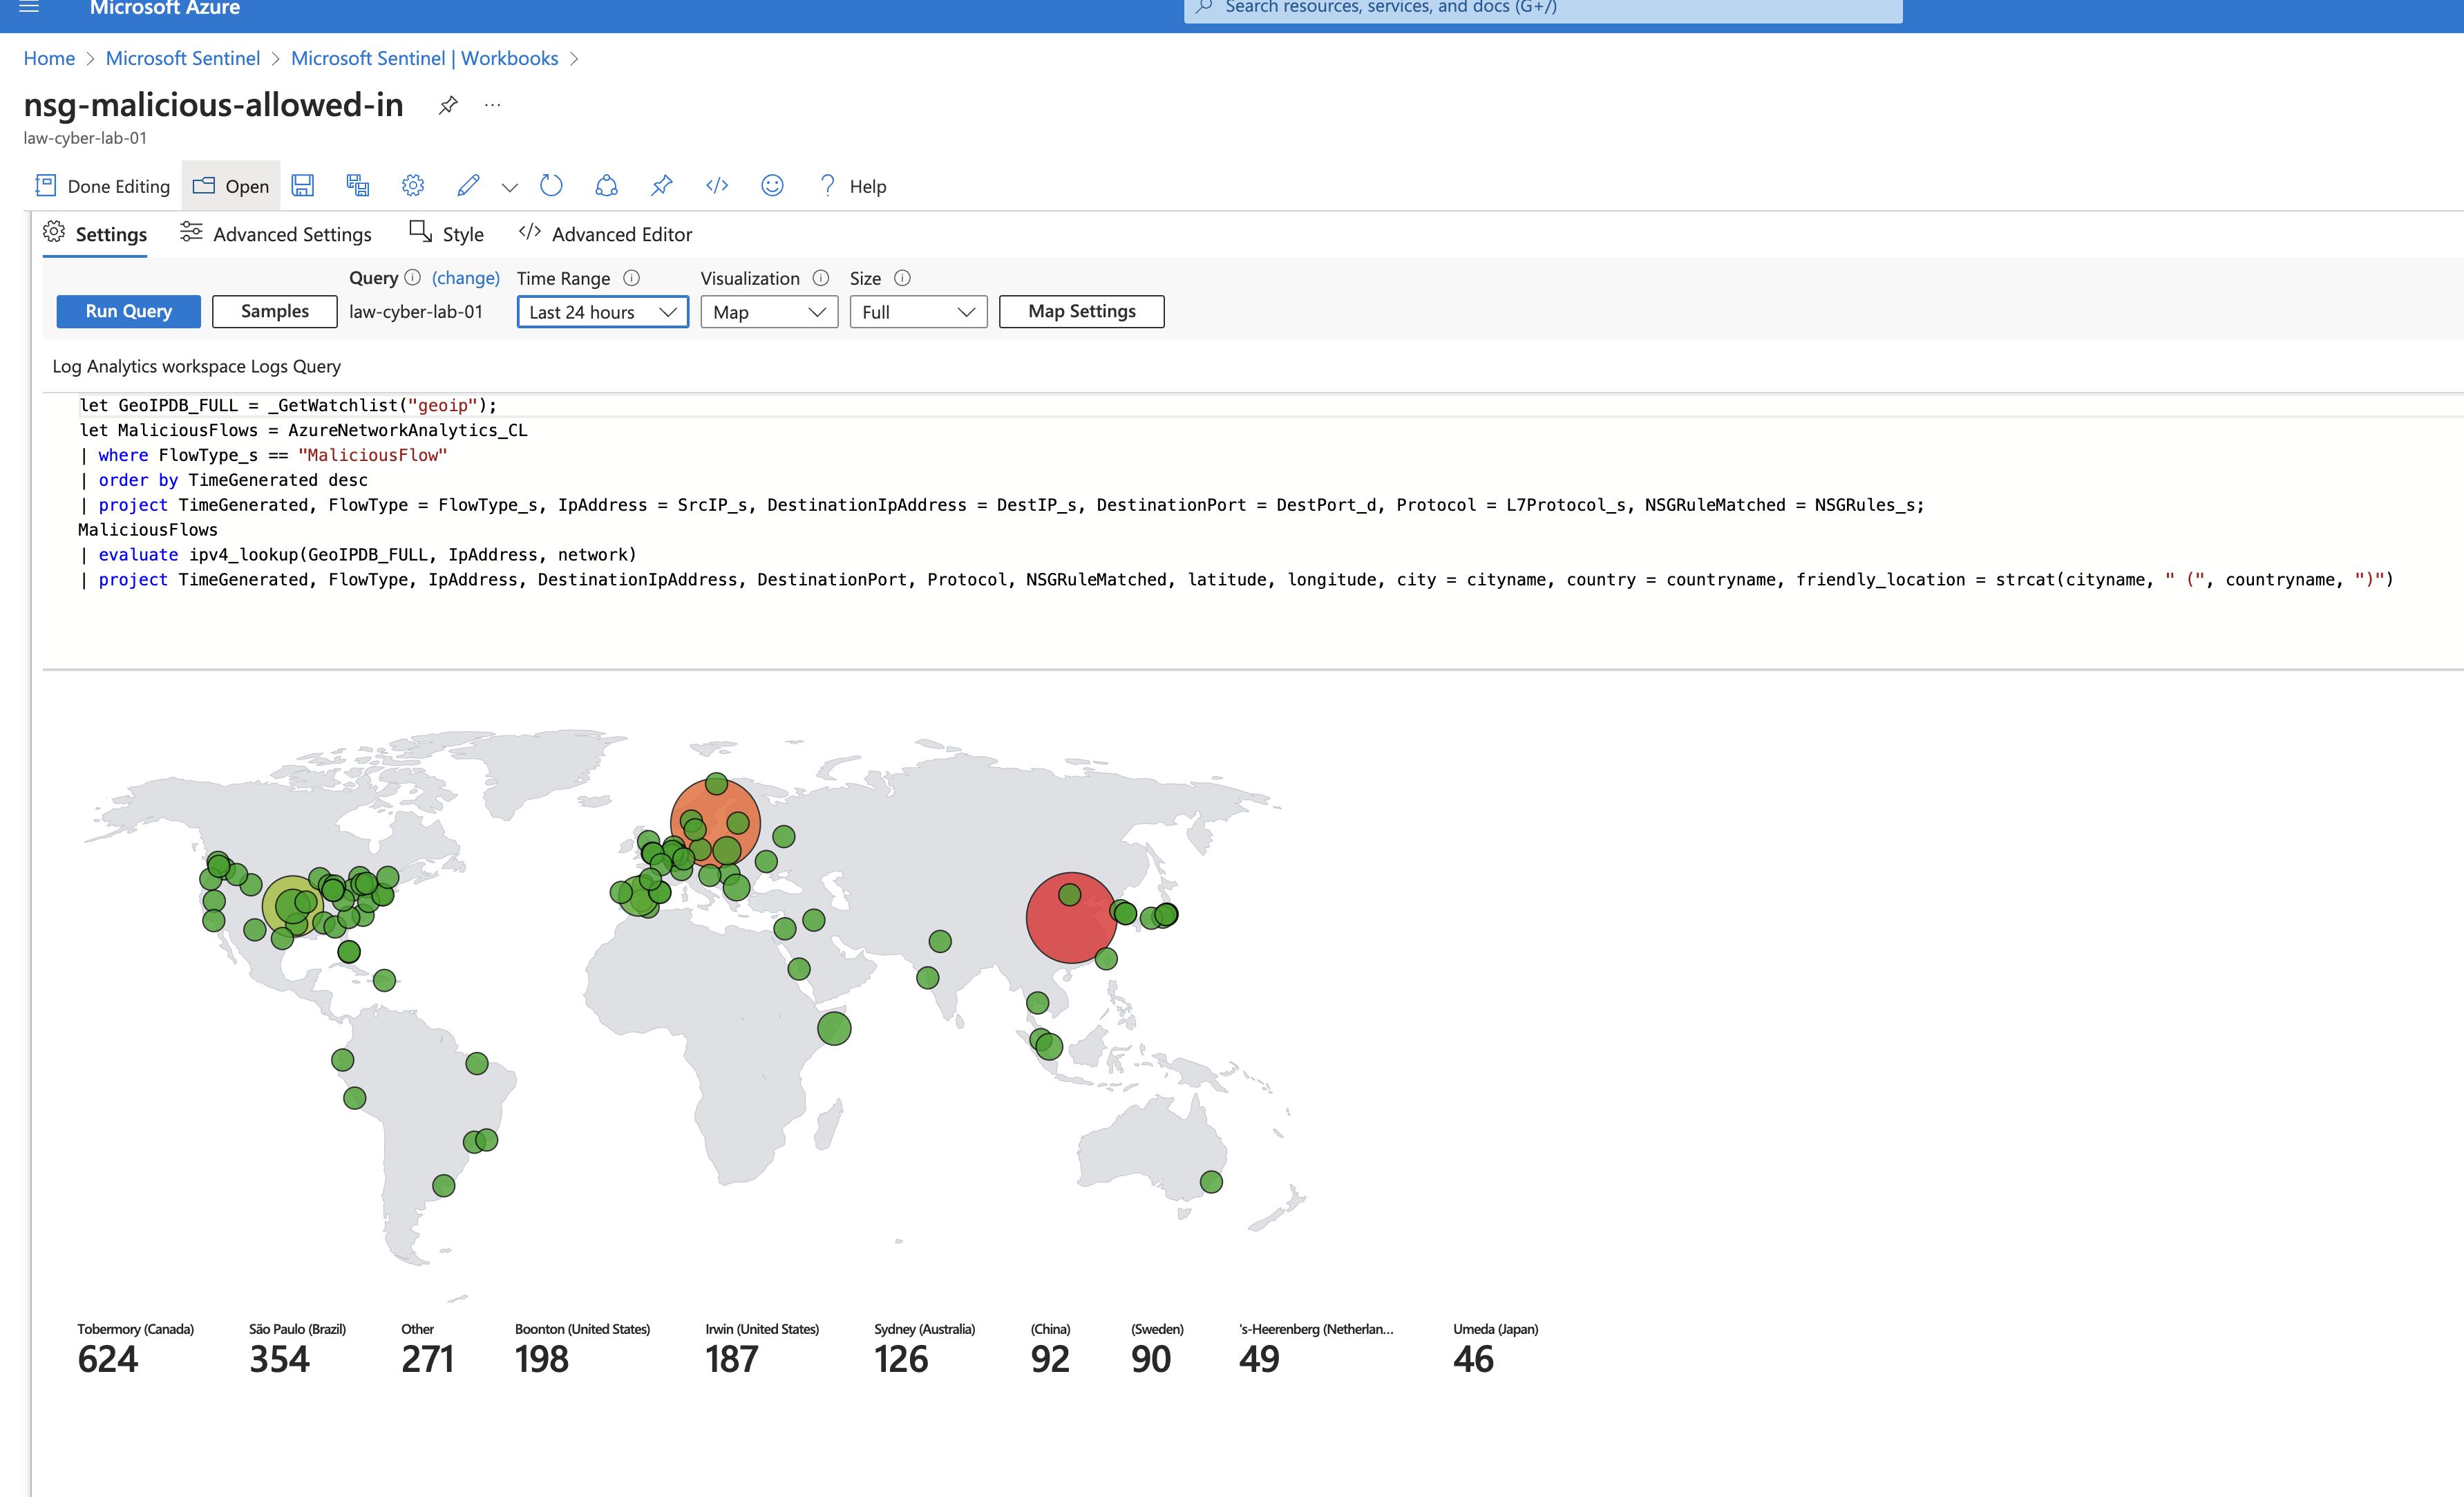 Microsoft Azure
Search resources, services, and docs (G+/)
Home > Microsoft Sentinel > Microsoft Sentinel | Workbooks >
nsg-malicious-allowed-in
law-cyber-lab-01
Done Editing Open Help
Settings Advanced Settings Style Advanced Editor
Query (change) Time Range Visualization Size
Run Query Samples law-cyber-lab-01 Last 24 hours Map Full Map Settings
Log Analytics workspace Logs Query
let GeoIPDB_FULL = _GetWatchlist("geoip");
let MaliciousFlows = AzureNetworkAnalytics_CL
| where FlowType_s == "MaliciousFlow"
| order by TimeGenerated desc
| project TimeGenerated, FlowType = FlowType_s, IpAddress = SrcIP_s, DestinationIpAddress = DestIP_s, DestinationPort = DestPort_d, Protocol = L7Protocol_s, NSGRuleMatched = NSGRules_s;
MaliciousFlows
| evaluate ipv4_lookup(GeoIPDB_FULL, IpAddress, network)
| project TimeGenerated, FlowType, IpAddress, DestinationIpAddress, DestinationPort, Protocol, NSGRuleMatched, latitude, longitude, city = cityname, country = countryname, friendly_location = strcat(cityname, " (", countryname, ")")
Tobermory (Canada) São Paulo (Brazil) Other Boonton (United States) Irwin (United States) Sydney (Australia) (China) (Sweden) 's-Heerenberg (Netherlan... Umeda (Japan)
624 354 271 198 187 126 92 90 49 46